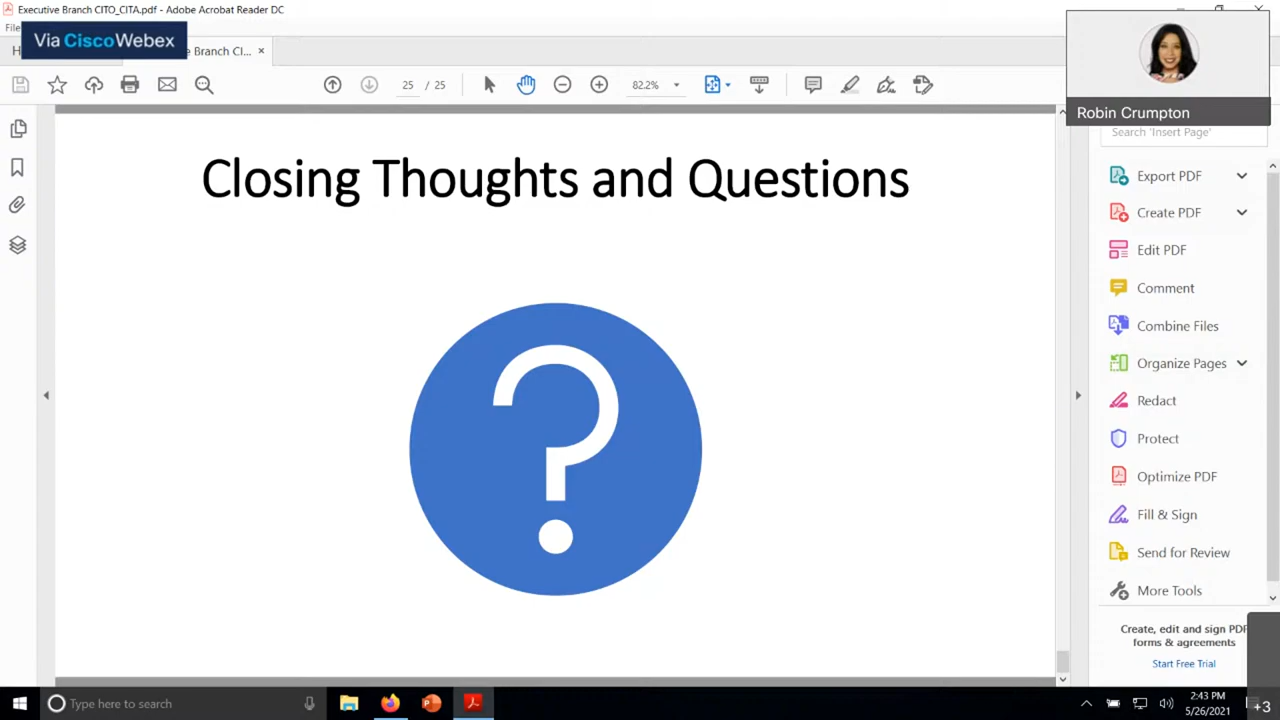 Executive Branch CITO_CITA.pdf - Adobe Acrobat Reader DC
Via CiscoWebex
e Branch CI... ×
25 / 25
82.2%
Robin Crumpton
Search 'Insert Page'
Closing Thoughts and Questions
?
Export PDF
Create PDF
Edit PDF
Comment
Combine Files
Organize Pages
Redact
Protect
Optimize PDF
Fill & Sign
Send for Review
More Tools
Create, edit and sign PDF
forms & agreements
Start Free Trial
Type here to search
2:43 PM
5/26/2021
+3